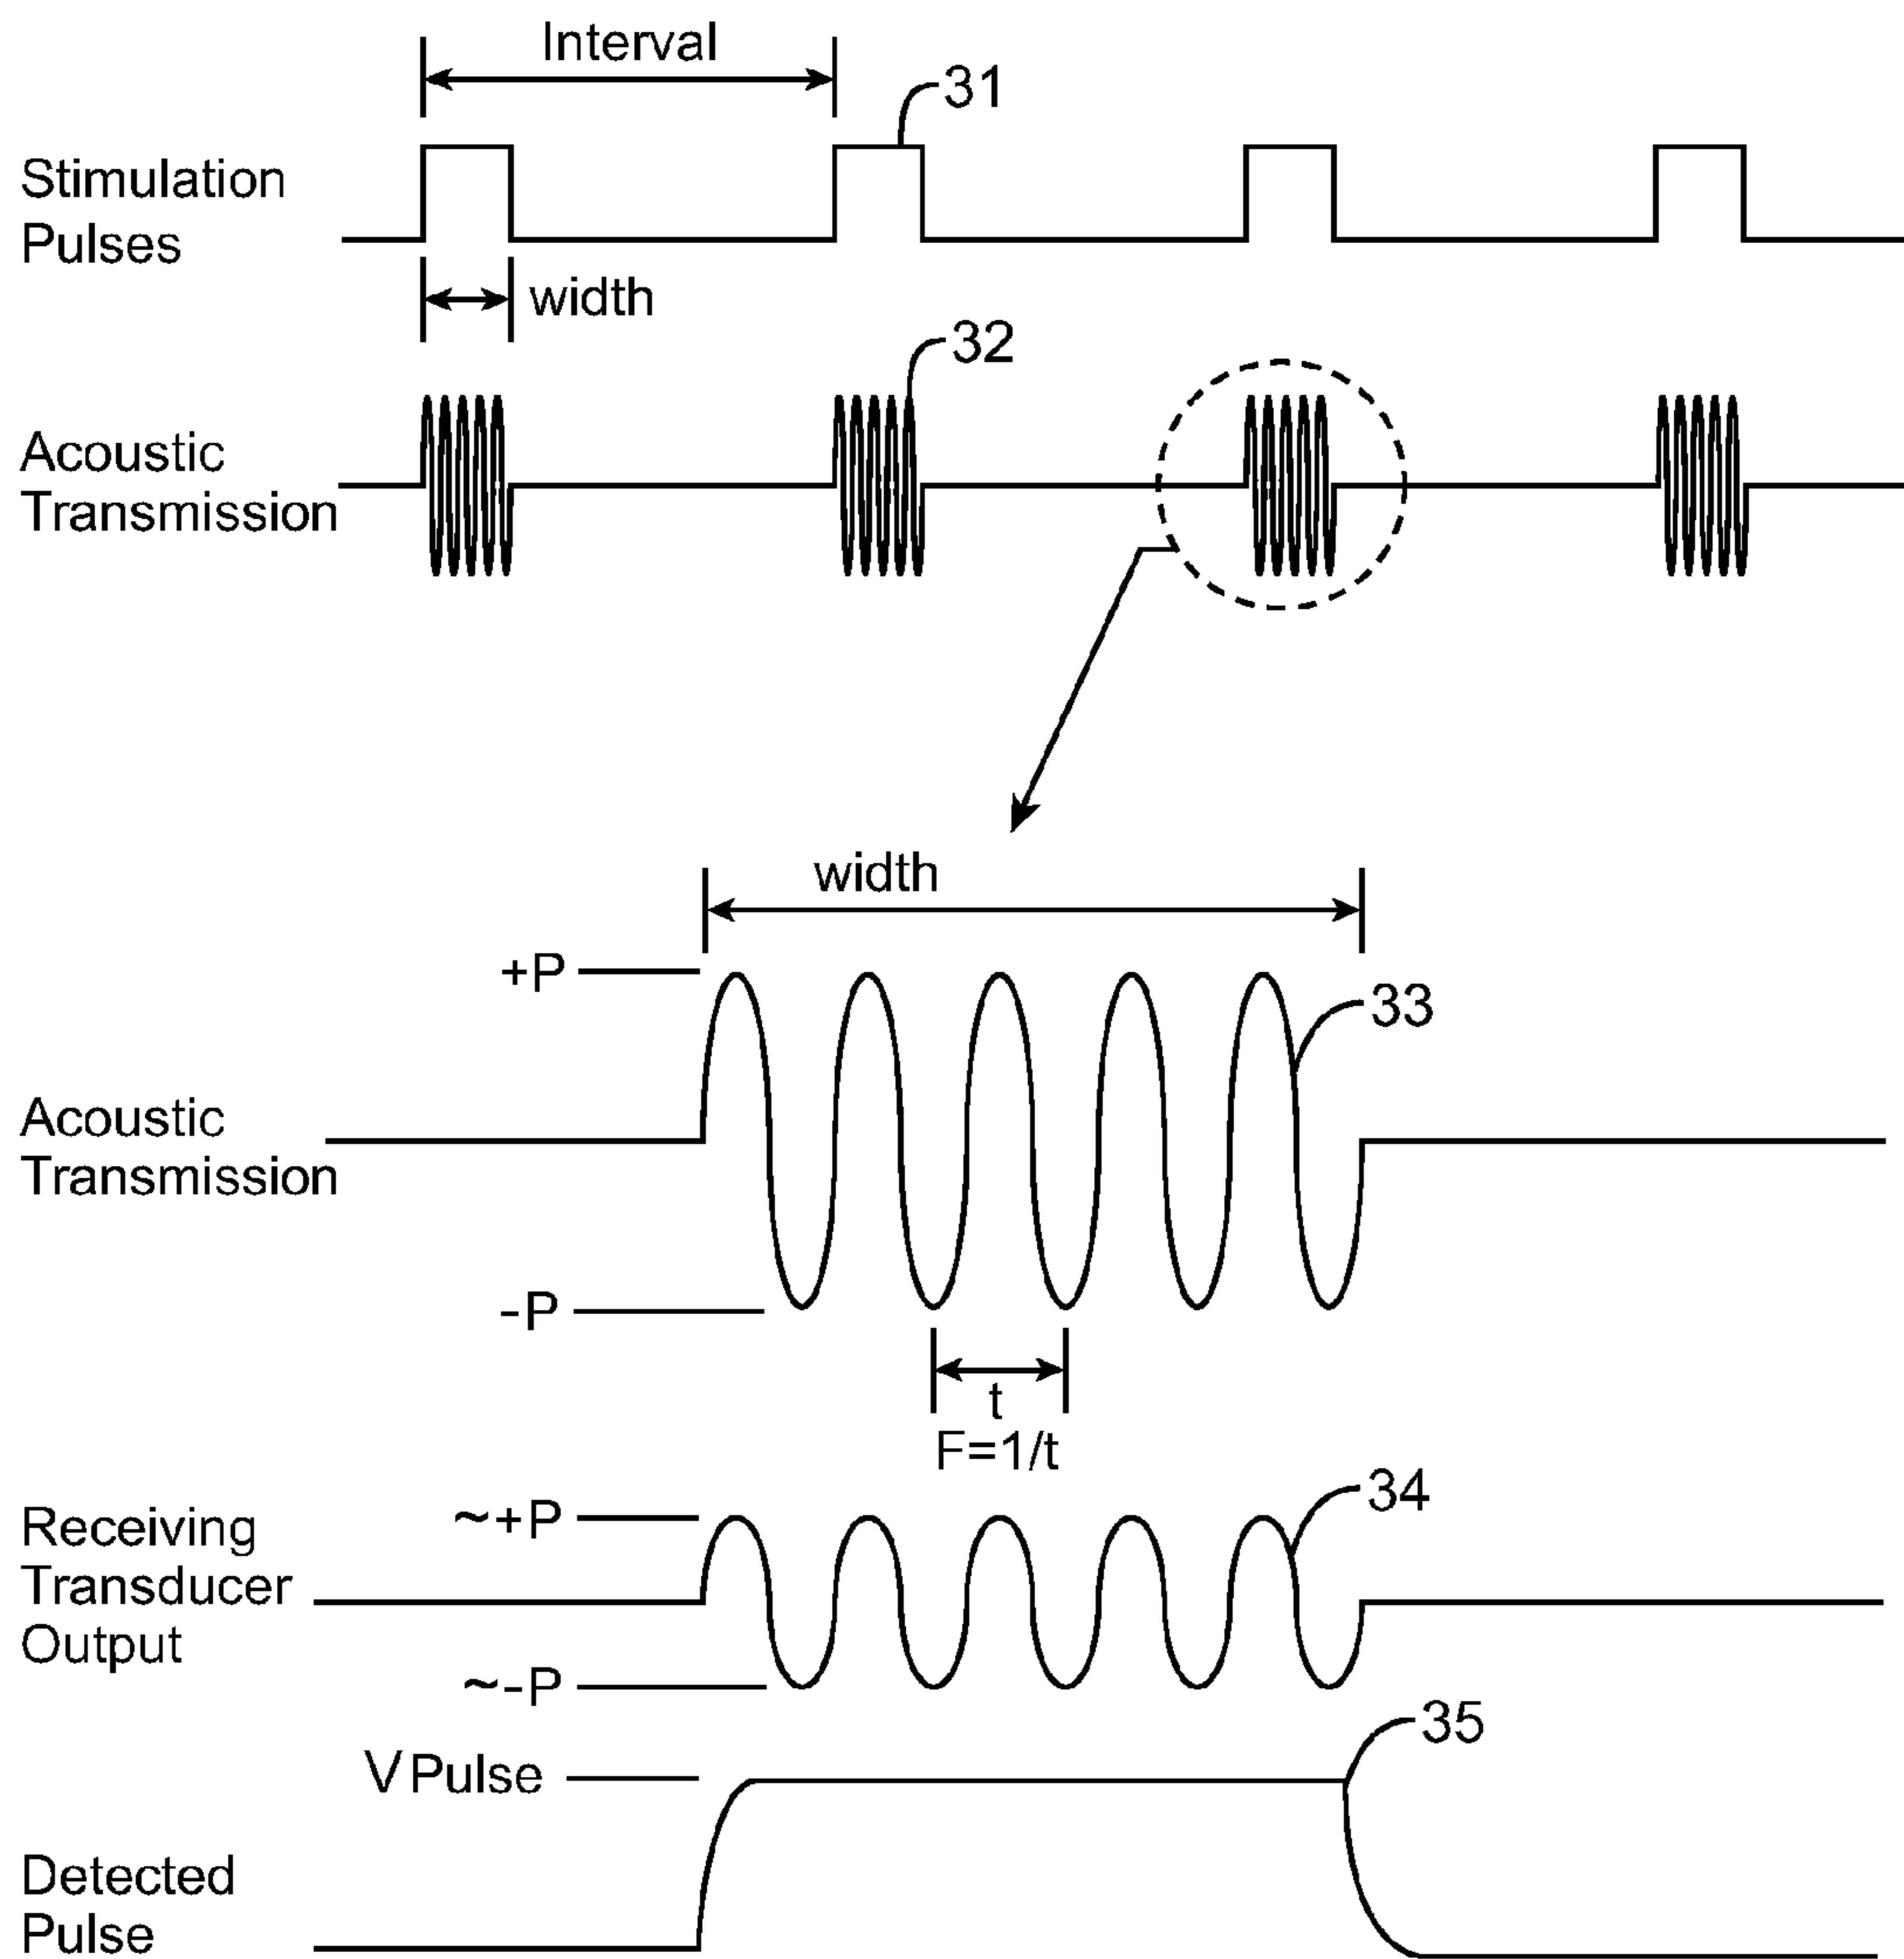 Interval
31
Stimulation
Pulses
width
32
Acoustic
Transmission
width
+P
33
Acoustic
Transmission
-P
t
F=1/t
34
Receiving
Transducer
Output
~+P
~-P
35
V Pulse
Detected
Pulse